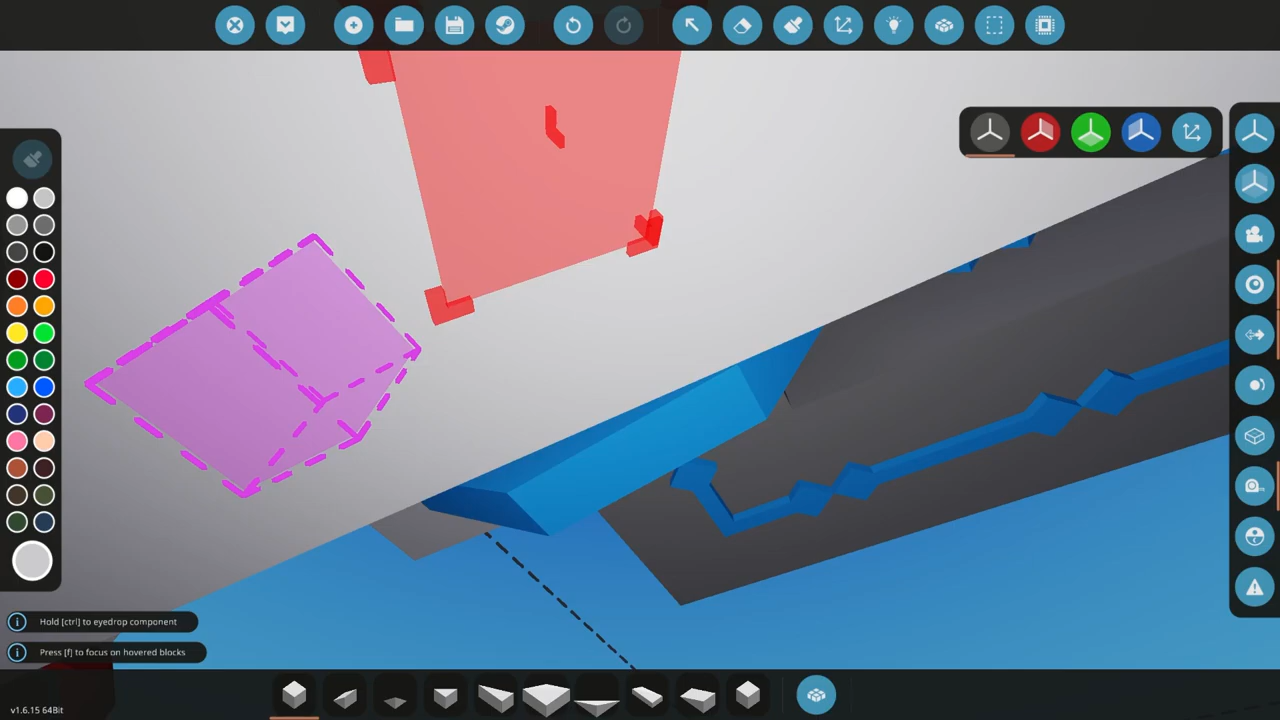 Hold [ctrl] to eyedrop component
Press [f] to focus on hovered blocks
v1.6.15 64Bit